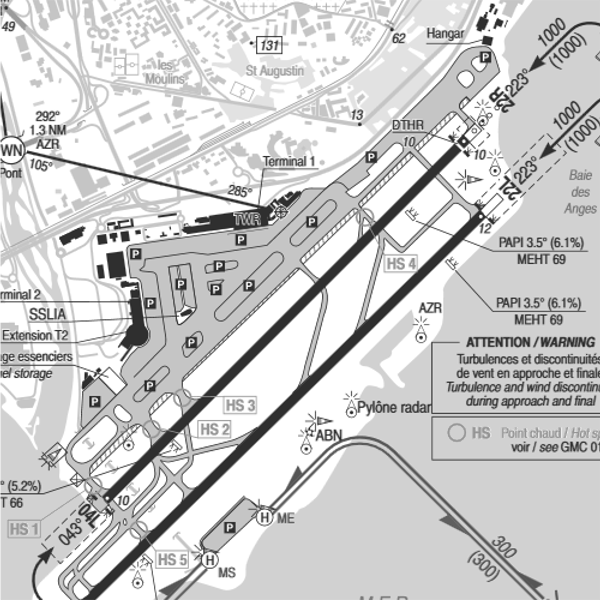 49
131
62
Hangar
P
1000
(1000)
les
Moulins
St Augustin
13
22R 223°
1000
(1000)
292°
1.3 NM
AZR
WN
105°
Pont
DTHR
10
10
P
Terminal 1
285°
22L 223°
Baie
des
Anges
TWR
P
12
P
PAPI 3.5° (6.1%)
MEHT 69
P
P
HS 4
P
P
P
P
rminal 2
SSLIA
AZR
PAPI 3.5° (6.1%)
MEHT 69
Extension T2
P
ge essenciers
el storage
ATTENTION / WARNING
Turbulences et discontinuités
de vent en approche et finale
Turbulence and wind discontinu
during approach and final
P
P
HS 3
Pylône radar
HS 2
ABN
HS Point chaud / Hot sp
voir / see GMC 01
° (5.2%)
T 66
10
04L
043°
HS 1
P
H ME
HS 5
H
MS
300
(300)
MER